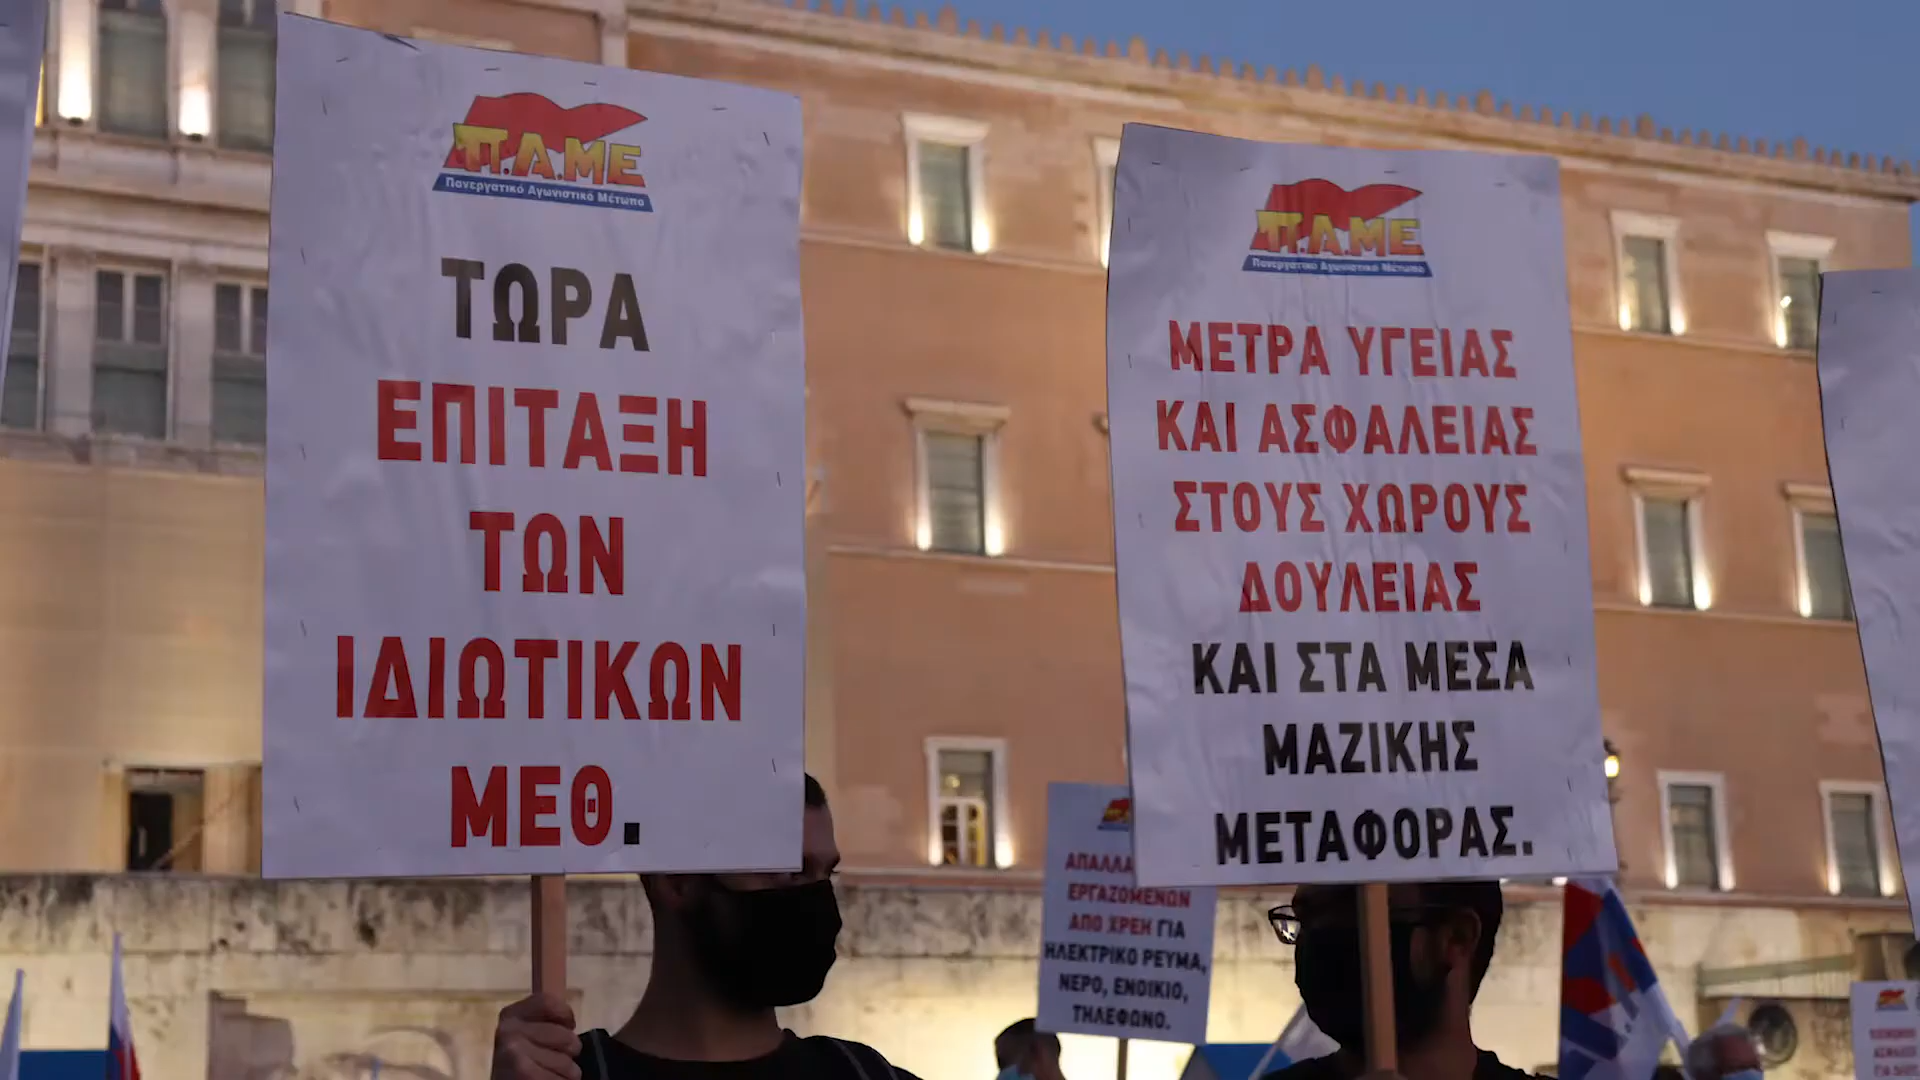 Π.Α.ΜΕ
Πανεργατικό Αγωνιστικό Μέτωπο
ΤΩΡΑ
ΕΠΙΤΑΞΗ
ΤΩΝ
ΙΔΙΩΤΙΚΩΝ
ΜΕΘ.
Π.Α.ΜΕ
Πανεργατικό Αγωνιστικό Μέτωπο
ΜΕΤΡΑ ΥΓΕΙΑΣ
ΚΑΙ ΑΣΦΑΛΕΙΑΣ
ΣΤΟΥΣ ΧΩΡΟΥΣ
ΔΟΥΛΕΙΑΣ
ΚΑΙ ΣΤΑ ΜΕΣΑ
ΜΑΖΙΚΗΣ
ΜΕΤΑΦΟΡΑΣ.
ΑΠΑΛΛΑ
ΕΡΓΑΖΟΜΕΝΩΝ
ΑΠΟ ΧΡΕΗ ΓΙΑ
ΗΛΕΚΤΡΙΚΟ ΡΕΥΜΑ,
ΝΕΡΟ, ΕΝΟΙΚΙΟ,
ΤΗΛΕΦΩΝΟ.